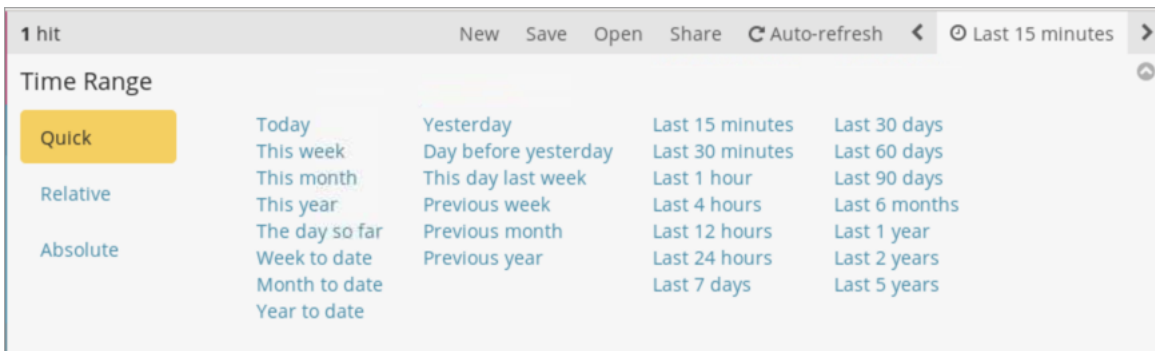 1 hit New Save Open Share Auto-refresh Last 15 minutes
Time Range
Quick
Relative
Absolute
Today
This week
This month
This year
The day so far
Week to date
Month to date
Year to date
Yesterday
Day before yesterday
This day last week
Previous week
Previous month
Previous year
Last 15 minutes
Last 30 minutes
Last 1 hour
Last 4 hours
Last 12 hours
Last 24 hours
Last 7 days
Last 30 days
Last 60 days
Last 90 days
Last 6 months
Last 1 year
Last 2 years
Last 5 years